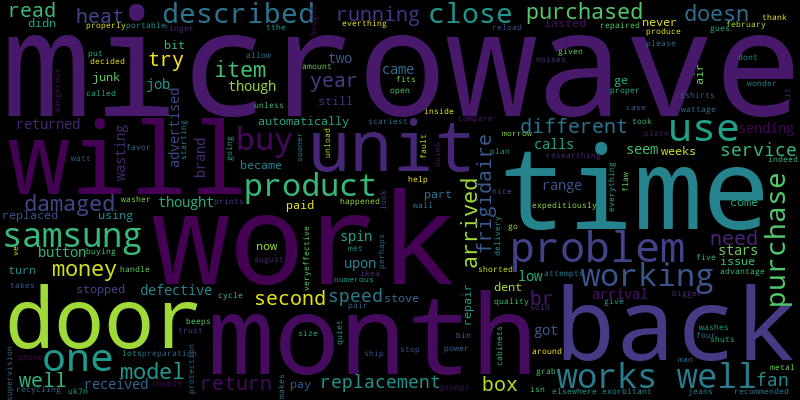 read
heat
described
running
close
purchased
doesn
never
thank
didn
properly
portable
everthing
reload
gues
february
microwave
try
bit
item
though
year
two
came
fits
open
still
given
repaired
produce
please
ge
proper
air
dont
wonder
tshirts
wattage
put
decided
junk
called
job
advertised
dangerous
returned
automatically
will
wasting
brand
buy
unit
unless
inside
different
use
sending
compare
case
took
plate
noises
scariest
amount
allow
calls
seem
weeks
service
indeed
became
going
sooner
unload
fault
plan
morrow
researching
favor
watt
starting
product
frigidaire
nice
range
everything
flaw
time
come
purchase
damaged
washer
thought
prints
paid
happened
help
part
wall
look
arrived
expeditiously
replaced
using
samsung
button
buying
work
now
august
veryeffective
spin
met
upon
ikea
perhaps
numerous
go
delivery
problem
need
stars
five
issue
advantage
turn
money
handle
takes
stopped
defective
cycle
second
speed
stove
pair
shorted
low
attempts
working
dent
quality
repair
br
sold
arrival
give
bigger
door
month
back
beeps
trust
size
quiet
bin
power
cabinets
got
around
washes
four
shuts
man
one
phone
lotspreparation
model
protection
ship
stop
grab
isn
works
well
fan
metal
supervision
well
received
couple
recycling
uk7n
return
makes
pay
replacement
prompt
box
elsewhere
exorbitant
jeans
recommended